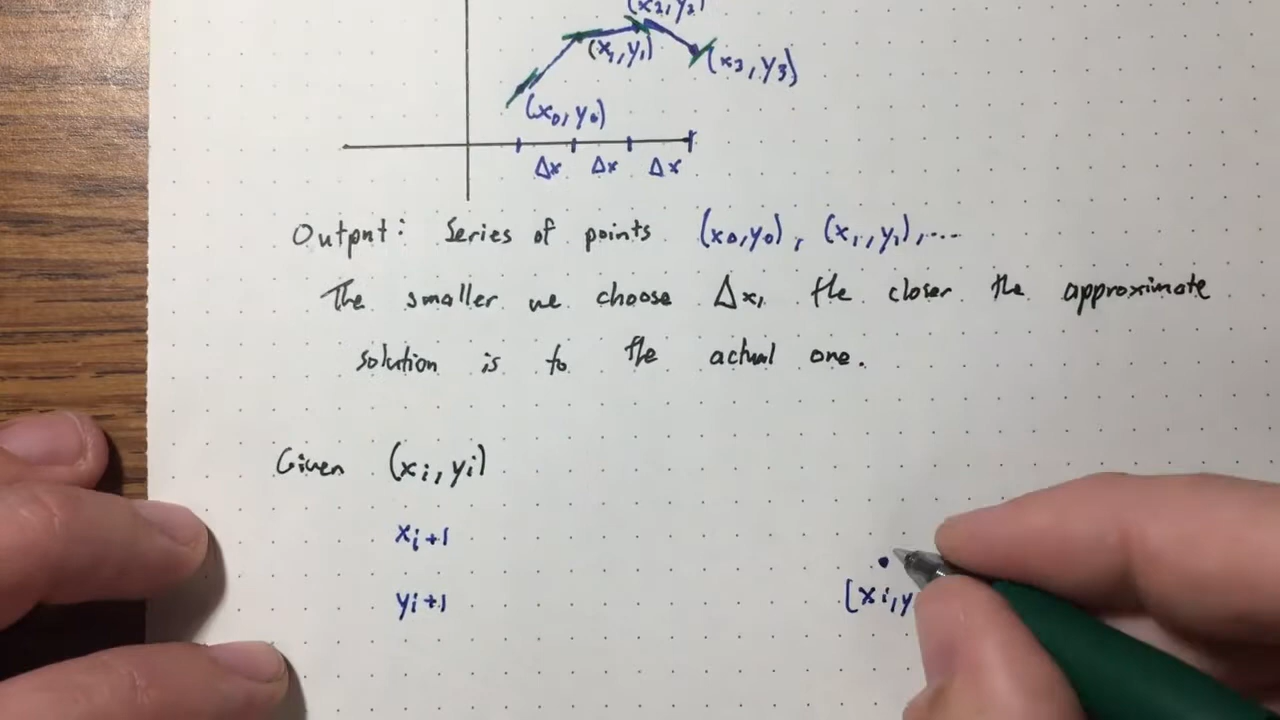 (x₂,y₂)
(x₁,y₁)
(x₃,y₃)
(x₀,y₀)
Δx Δx Δx
Output: Series of points (x₀,y₀), (x₁,y₁),...
The smaller we choose Δx, the closer the approximate
solution is to the actual one.
Given (xᵢ,yᵢ)
xᵢ+1
yᵢ+1
(xᵢ,y